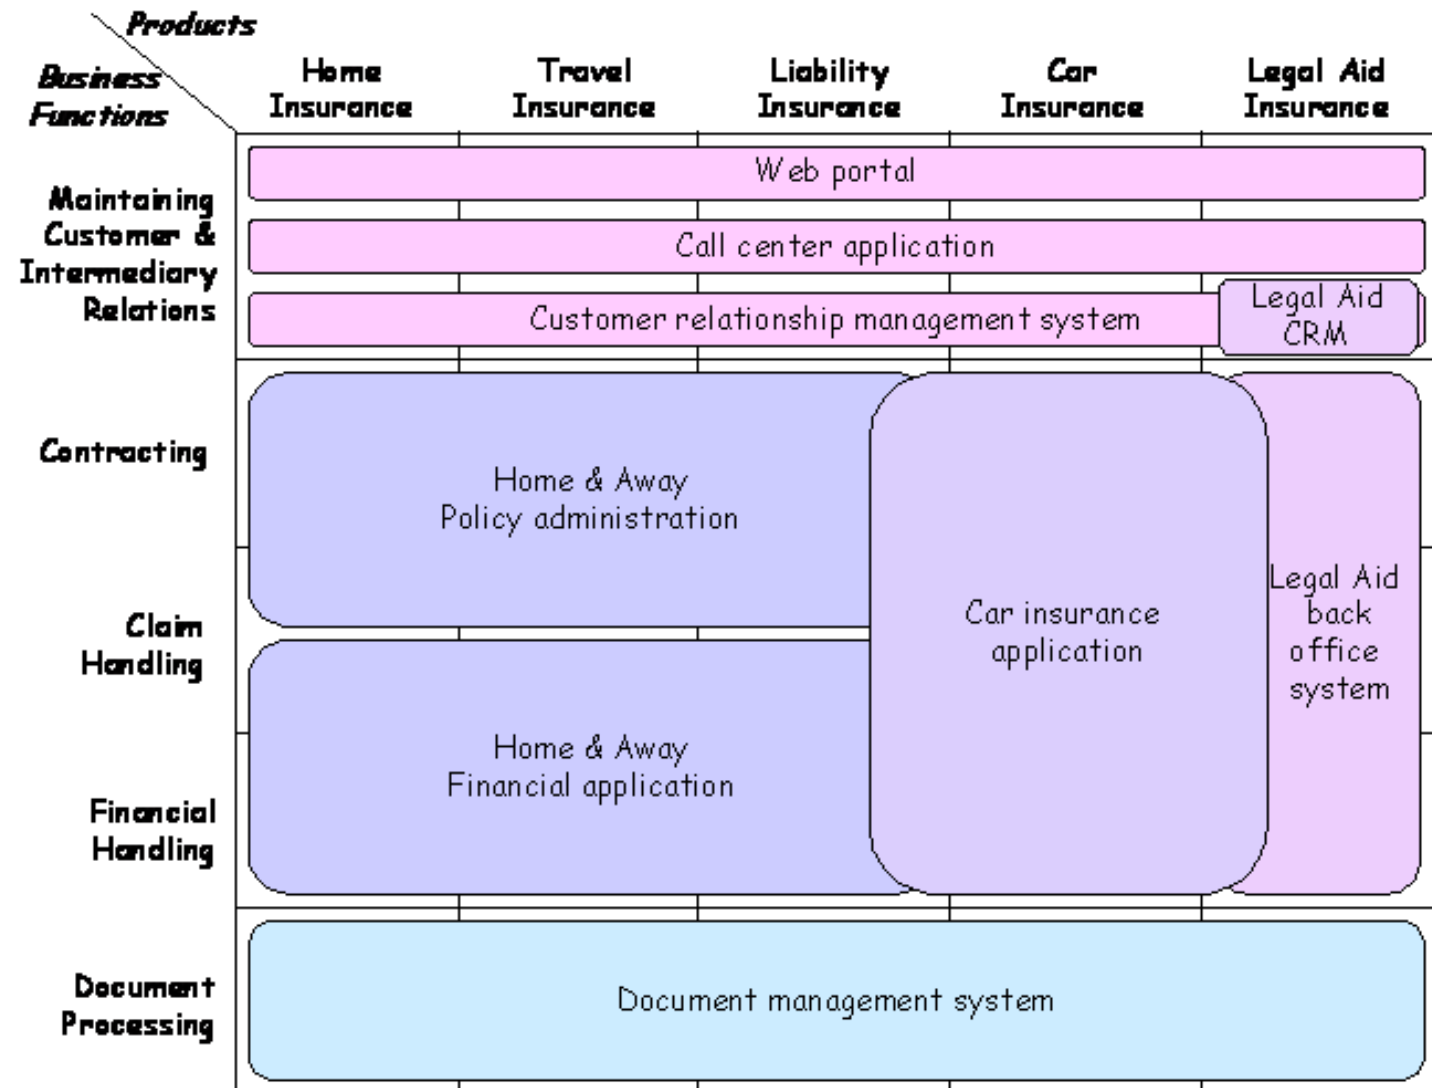 Products
Business
Functions
Home
Insurance
Travel
Insurance
Liability
Insurance
Car
Insurance
Legal Aid
Insurance
Maintaining
Customer &
Intermediary
Relations
Web portal
Call center application
Customer relationship management system
Legal Aid
CRM
Contracting
Home & Away
Policy administration
Claim
Handling
Car insurance
application
Legal Aid
back
office
system
Home & Away
Financial application
Financial
Handling
Document
Processing
Document management system